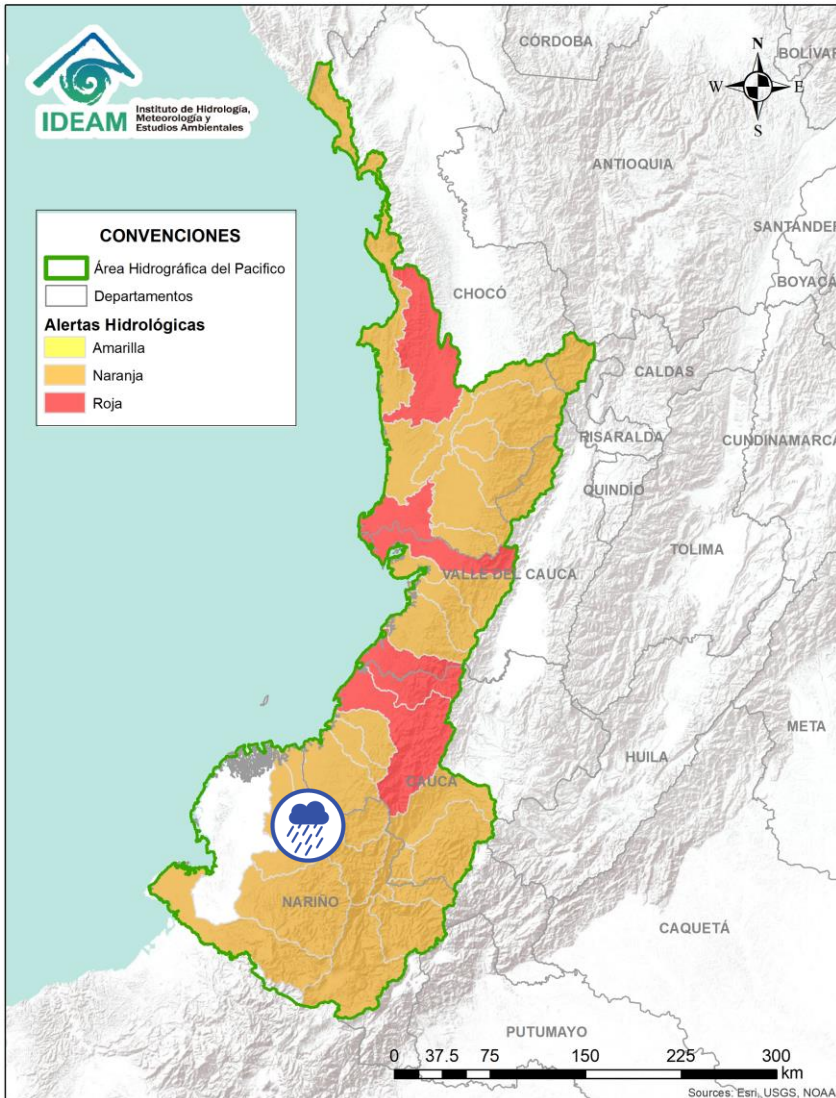 IDEAM
Instituto de Hidrología,
Meteorología y
Estudios Ambientales
CÓRDOBA
BOLÍVAR
N
W
E
S
ANTIOQUIA
SANTANDER
BOYACÁ
CONVENCIONES
Área Hidrográfica del Pacifico
Departamentos
Alertas Hidrológicas
Amarilla
Naranja
Roja
CHOCÓ
CALDAS
RISARALDA
CUNDINAMARCA
QUINDÍO
TOLIMA
VALLE DEL CAUCA
META
HUILA
CAUCA
NARIÑO
CAQUETÁ
PUTUMAYO
0 37.5 75 150 225 300
km
Sources: Esri, USGS, NOAA